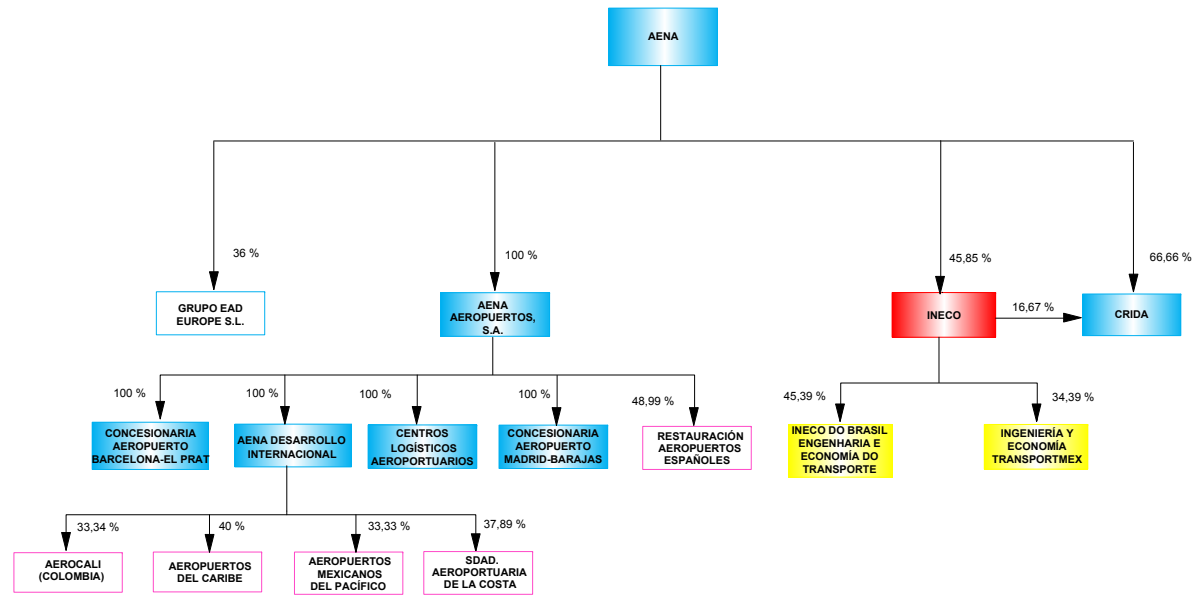 AENA
36 %
100 %
45,85 %
66,66 %
GRUPO EAD
EUROPE S.L.
AENA
AEROPUERTOS,
S.A.
INECO
16,67 %
CRIDA
100 %
100 %
100 %
100 %
48,99 %
45,39 %
34,39 %
CONCESIONARIA
AEROPUERTO
BARCELONA-EL PRAT
AENA DESARROLLO
INTERNACIONAL
CENTROS
LOGÍSTICOS
AEROPORTUARIOS
CONCESIONARIA
AEROPUERTO
MADRID-BARAJAS
RESTAURACIÓN
AEROPUERTOS
ESPAÑOLES
INECO DO BRASIL
ENGENHARIA E
ECONOMÍA DO
TRANSPORTE
INGENIERÍA Y
ECONOMÍA
TRANSPORTMEX
33,34 %
40 %
33,33 %
37,89 %
AEROCALI
(COLOMBIA)
AEROPUERTOS
DEL CARIBE
AEROPUERTOS
MEXICANOS
DEL PACÍFICO
SDAD.
AEROPORTUARIA
DE LA COSTA